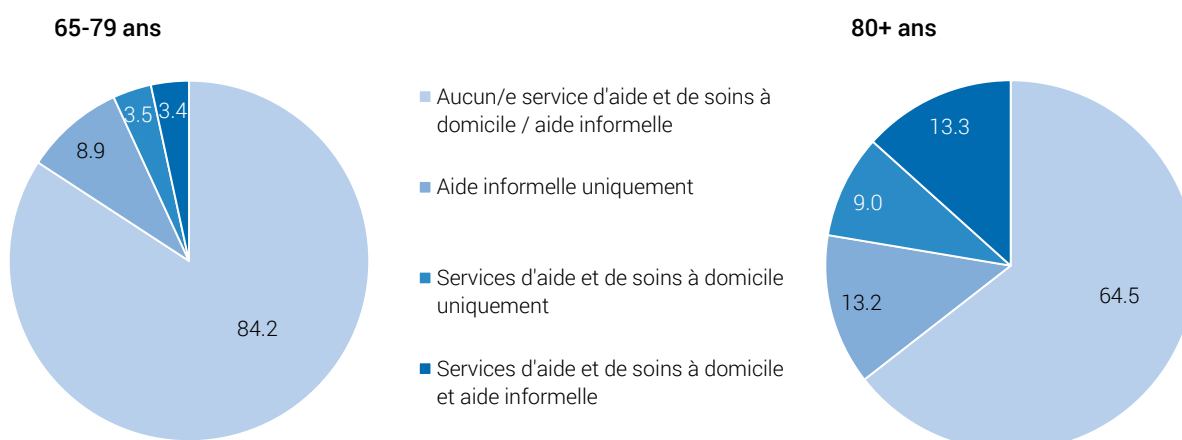 65-79 ans
80+ ans
3.5
3.4
8.9
84.2
Aucun/e service d'aide et de soins à
domicile / aide informelle
Aide informelle uniquement
Services d'aide et de soins à domicile
uniquement
Services d'aide et de soins à domicile
et aide informelle
13.3
9.0
13.2
64.5